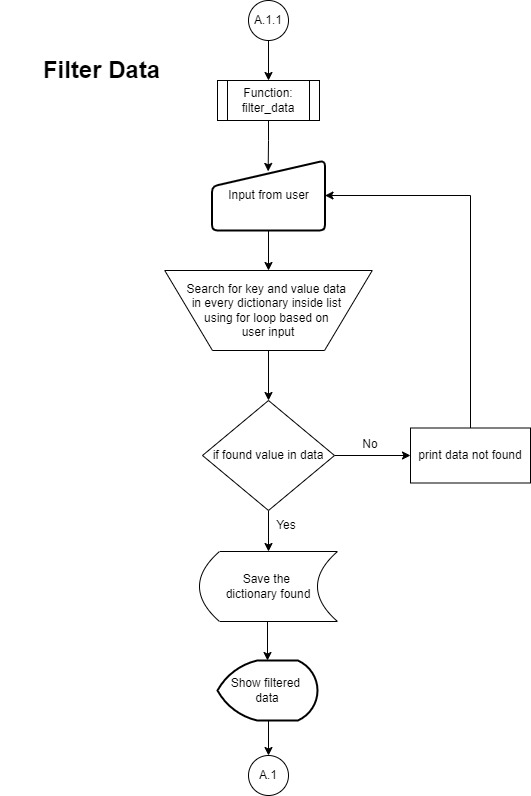 A.1.1
Filter Data
Function:
filter_data
Input from user
Search for key and value data
in every dictionary inside list
using for loop based on
user input
if found value in data
No
print data not found
Yes
Save the
dictionary found
Show filtered
data
A.1